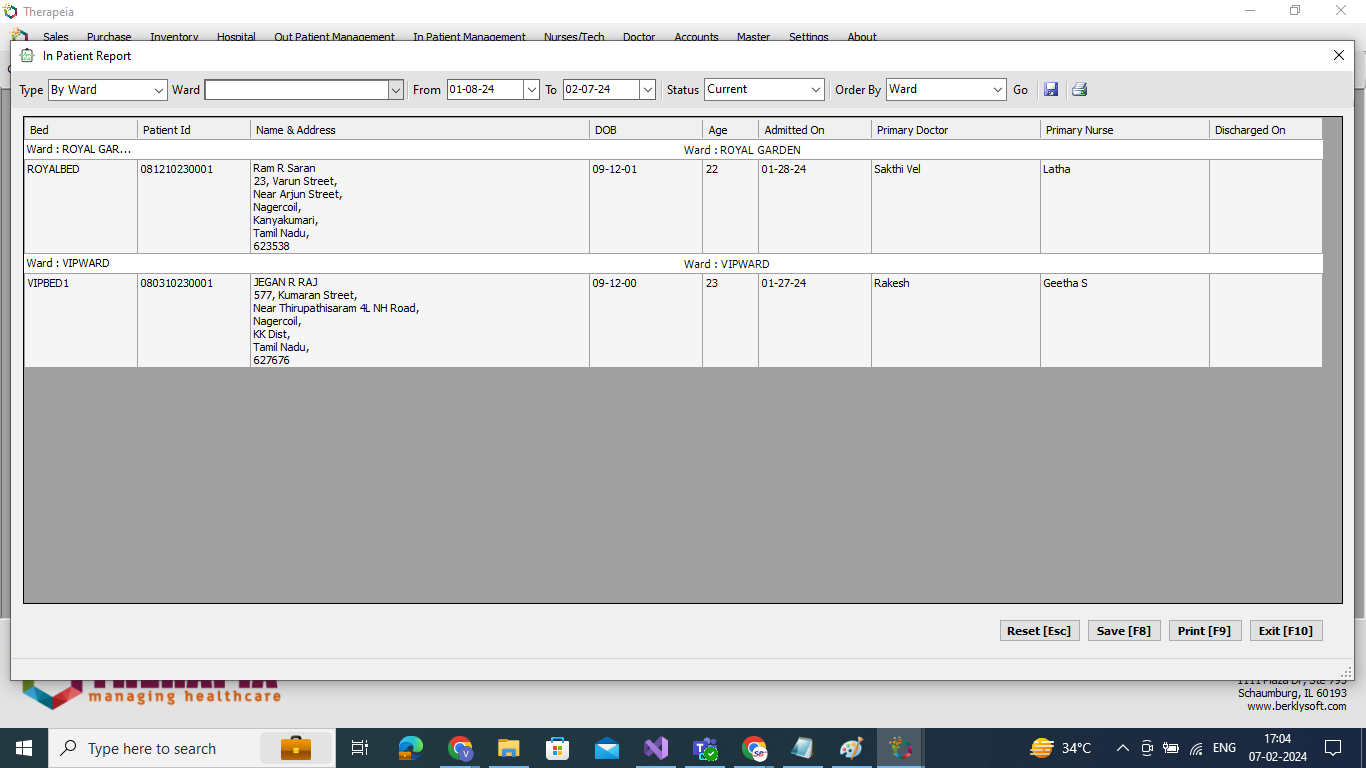 Therapeia
Sales Purchase Inventory Hospital Out Patient Management In Patient Management Nurses/Tech Doctor Accounts Master Settings About
In Patient Report
Type By Ward Ward From 01-08-24 To 02-07-24 Status Current Order By Ward Go
Bed Patient Id Name & Address DOB Age Admitted On Primary Doctor Primary Nurse Discharged On
Ward : ROYAL GAR... Ward : ROYAL GARDEN
ROYALBED 081210230001 Ram R Saran 09-12-01 22 01-28-24 Sakthi Vel Latha
23, Varun Street,
Near Arjun Street,
Nagercoil,
Kanyakumari,
Tamil Nadu,
623538
Ward : VIPWARD Ward : VIPWARD
VIPBED1 080310230001 JEGAN R RAJ 09-12-00 23 01-27-24 Rakesh Geetha S
577, Kumaran Street,
Near Thirupathisaram 4L NH Road,
Nagercoil,
KK Dist,
Tamil Nadu,
627676
Reset [Esc] Save [F8] Print [F9] Exit [F10]
managing healthcare
1111 Plaza Dr, Ste 795
Schaumburg, IL 60193
www.berklysoft.com
Type here to search
34°C
ENG
17:04
07-02-2024